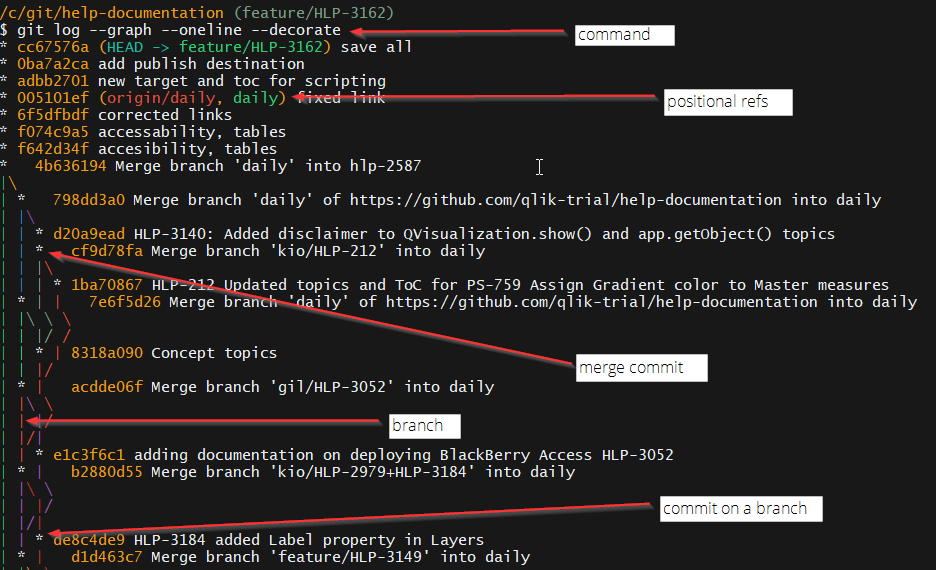 /c/git/help-documentation (feature/HLP-3162)
$ git log --graph --oneline --decorate
command
* cc67576a (HEAD -> feature/HLP-3162) save all
* 0ba7a2ca add publish destination
* adbb2701 new target and toc for scripting
* 005101ef (origin/daily, daily) fixed link
positional refs
* 6f5dfbdf corrected links
* f074c9a5 accessability, tables
* f642d34f accesibility, tables
*   4b636194 Merge branch 'daily' into hlp-2587
|\
| *   798dd3a0 Merge branch 'daily' of https://github.com/qlik-trial/help-documentation into daily
| |\
| | * d20a9ead HLP-3140: Added disclaimer to QVisualization.show() and app.getObject() topics
| | *   cf9d78fa Merge branch 'kio/HLP-212' into daily
| | |\
| | | * 1ba70867 HLP-212 Updated topics and ToC for PS-759 Assign Gradient color to Master measures
| * | |   7e6f5d26 Merge branch 'daily' of https://github.com/qlik-trial/help-documentation into daily
| |\ \ \
| | |/ /
| | * | 8318a090 Concept topics
merge commit
| | |/
| * |   acdde06f Merge branch 'gil/HLP-3052' into daily
| |\ \
| | |/
branch
| |/|
| | * e1c3f6c1 adding documentation on deploying BlackBerry Access HLP-3052
| * |   b2880d55 Merge branch 'kio/HLP-2979+HLP-3184' into daily
| |\ \
| | |/
commit on a branch
| |/|
| | * de8c4de9 HLP-3184 added Label property in Layers
| * |   d1d463c7 Merge branch 'feature/HLP-3149' into daily